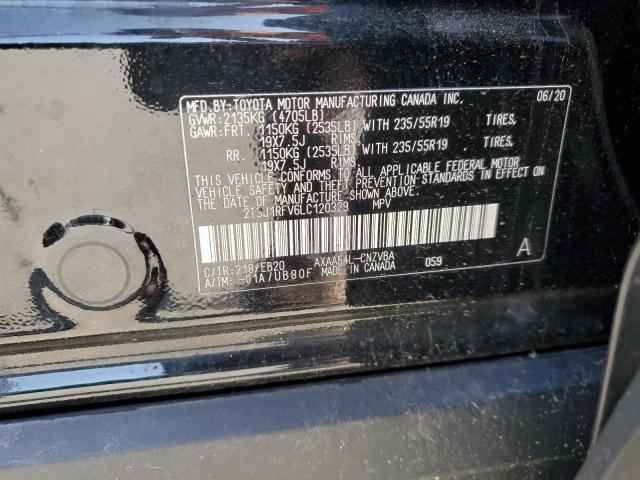 MFD.BY:TOYOTA MOTOR MANUFACTURING CANADA INC. 06/20
GVWR:2135KG (4705LB)
GAWR:FRT. 1150KG (2535LB) WITH 235/55R19 TIRES,
19X7.5J RIMS
RR. 1150KG (2535LB) WITH 235/55R19 TIRES,
19X7.5J RIMS
THIS VEHICLE CONFORMS TO ALL APPLICABLE FEDERAL MOTOR
VEHICLE SAFETY AND THEFT PREVENTION STANDARDS IN EFFECT ON
THE DATE OF MANUFACTURE SHOWN ABOVE.
2T3J1RFV6LC120329 MPV
C/TR:218/EB20 AXAA54L-CNZVBA 059 A
A/TM:-01A/UB80F MADE IN CANADA